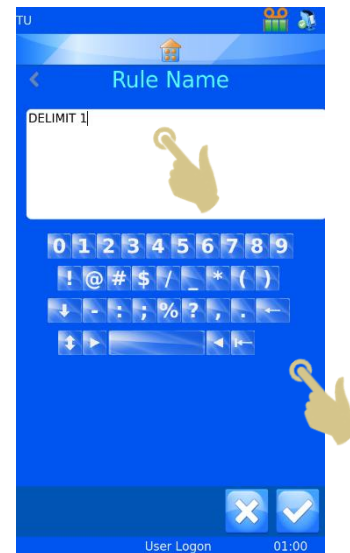 TU
Rule Name
DELIMIT 1
0 1 2 3 4 5 6 7 8 9
! @ # $ / _ * ( )
- : ; % ? , .
User Logon 01:00